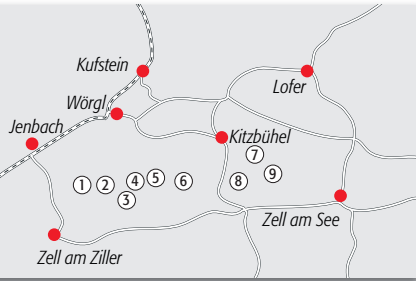 Kufstein
Lofer
Wörgl
Jenbach
Kitzbühel
7
9
1
2
4
5
6
8
3
Zell am See
Zell am Ziller